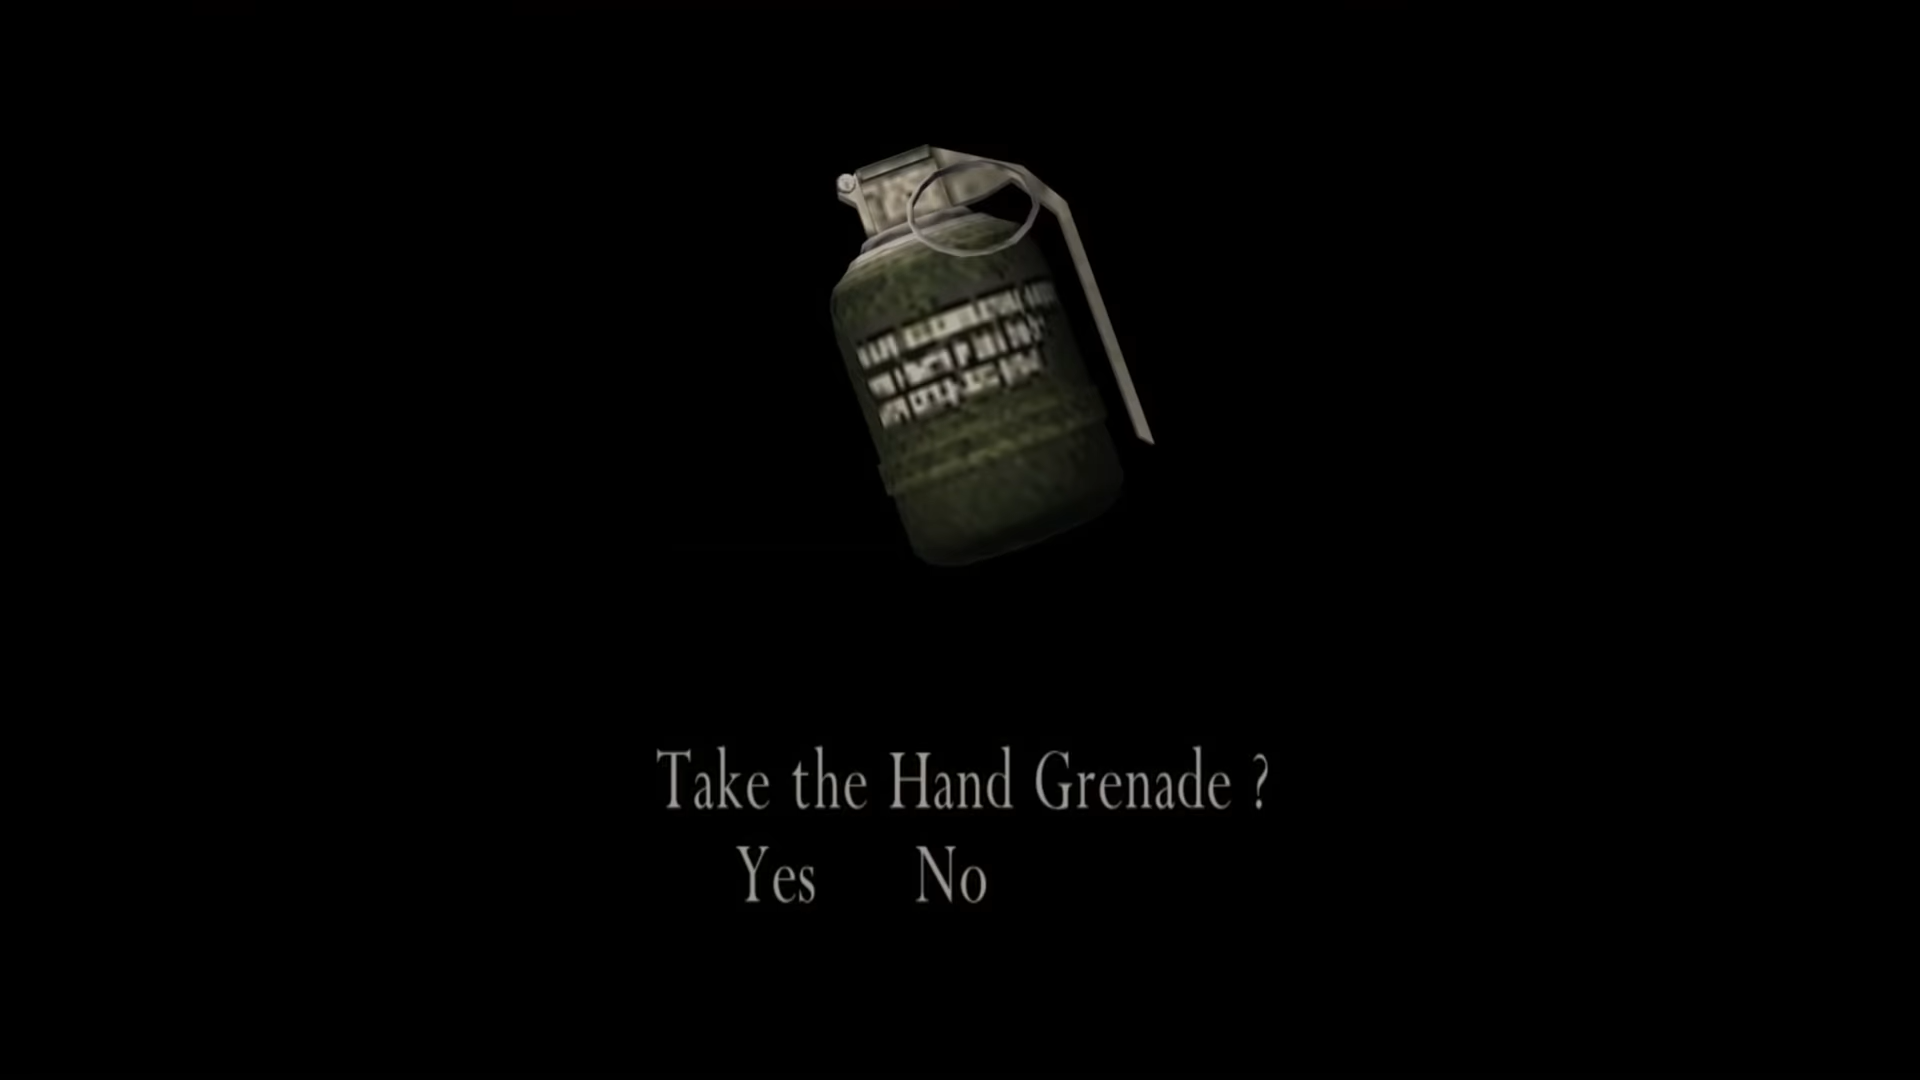 Take the Hand Grenade ?
Yes No